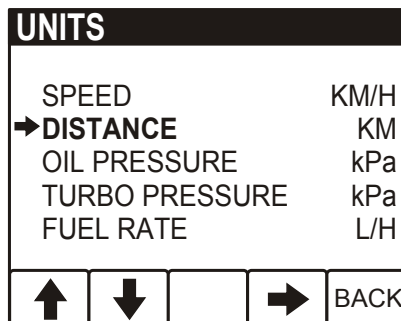 UNITS
SPEED KM/H
DISTANCE KM
OIL PRESSURE kPa
TURBO PRESSURE kPa
FUEL RATE L/H
BACK